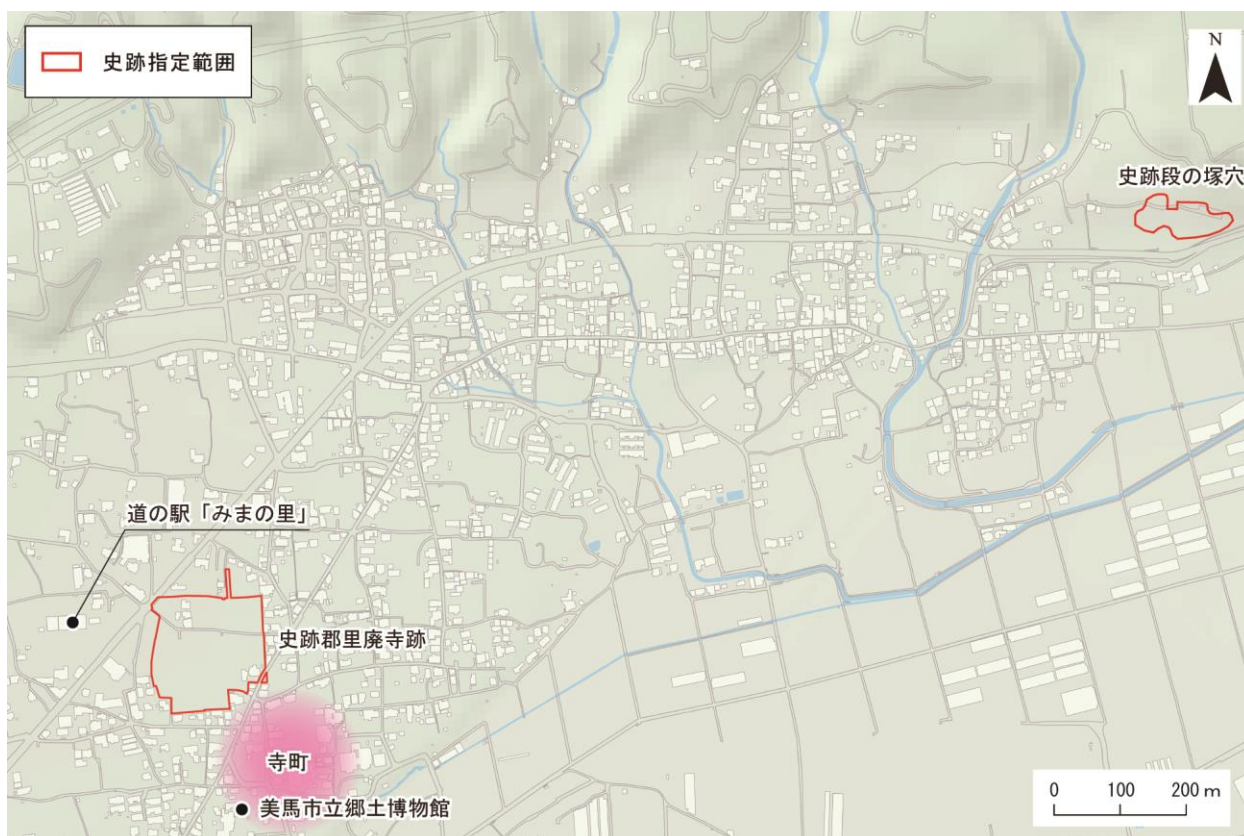 史跡指定範囲
N
史跡段の塚穴
道の駅「みまの里」
史跡郡里廃寺跡
寺町
美馬市立郷土博物館
0 100 200 m